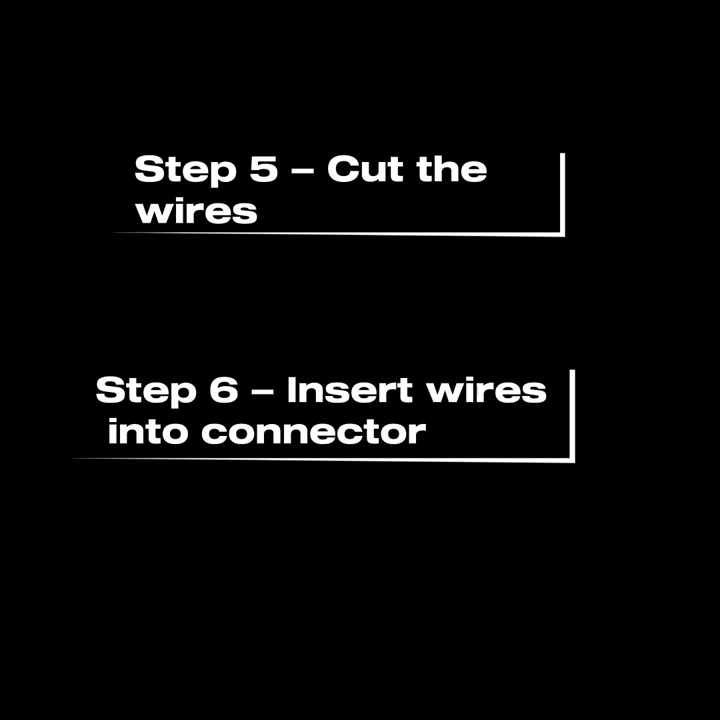 Step 5 – Cut the
wires
Step 6 – Insert wires
into connector